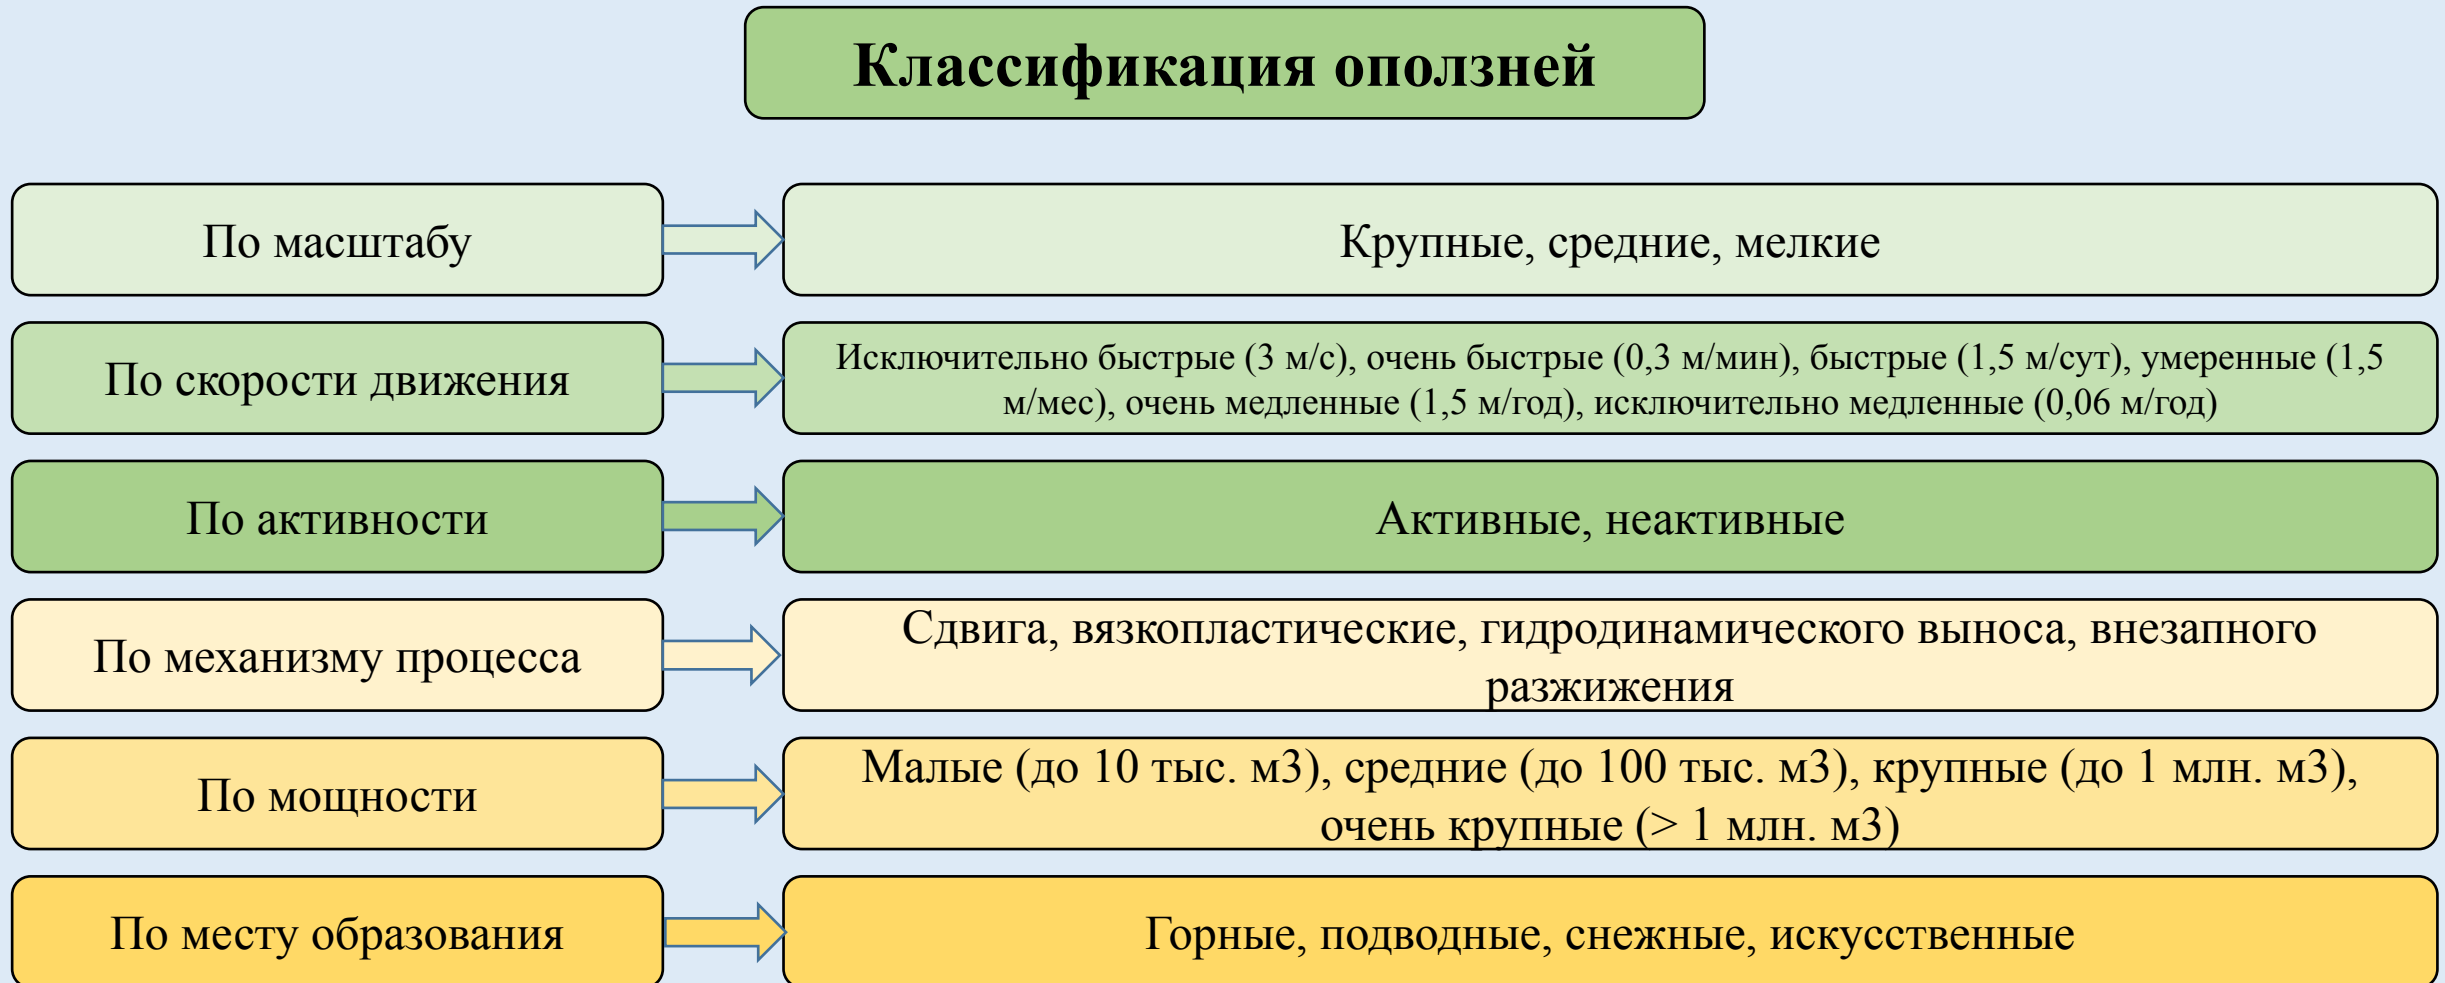 Классификация оползней
По масштабу
Крупные, средние, мелкие
По скорости движения
Исключительно быстрые (3 м/с), очень быстрые (0,3 м/мин), быстрые (1,5 м/сут), умеренные (1,5
м/мес), очень медленные (1,5 м/год), исключительно медленные (0,06 м/год)
По активности
Активные, неактивные
По механизму процесса
Сдвига, вязкопластические, гидродинамического выноса, внезапного
разжижения
По мощности
Малые (до 10 тыс. м3), средние (до 100 тыс. м3), крупные (до 1 млн. м3),
очень крупные (> 1 млн. м3)
По месту образования
Горные, подводные, снежные, искусственные